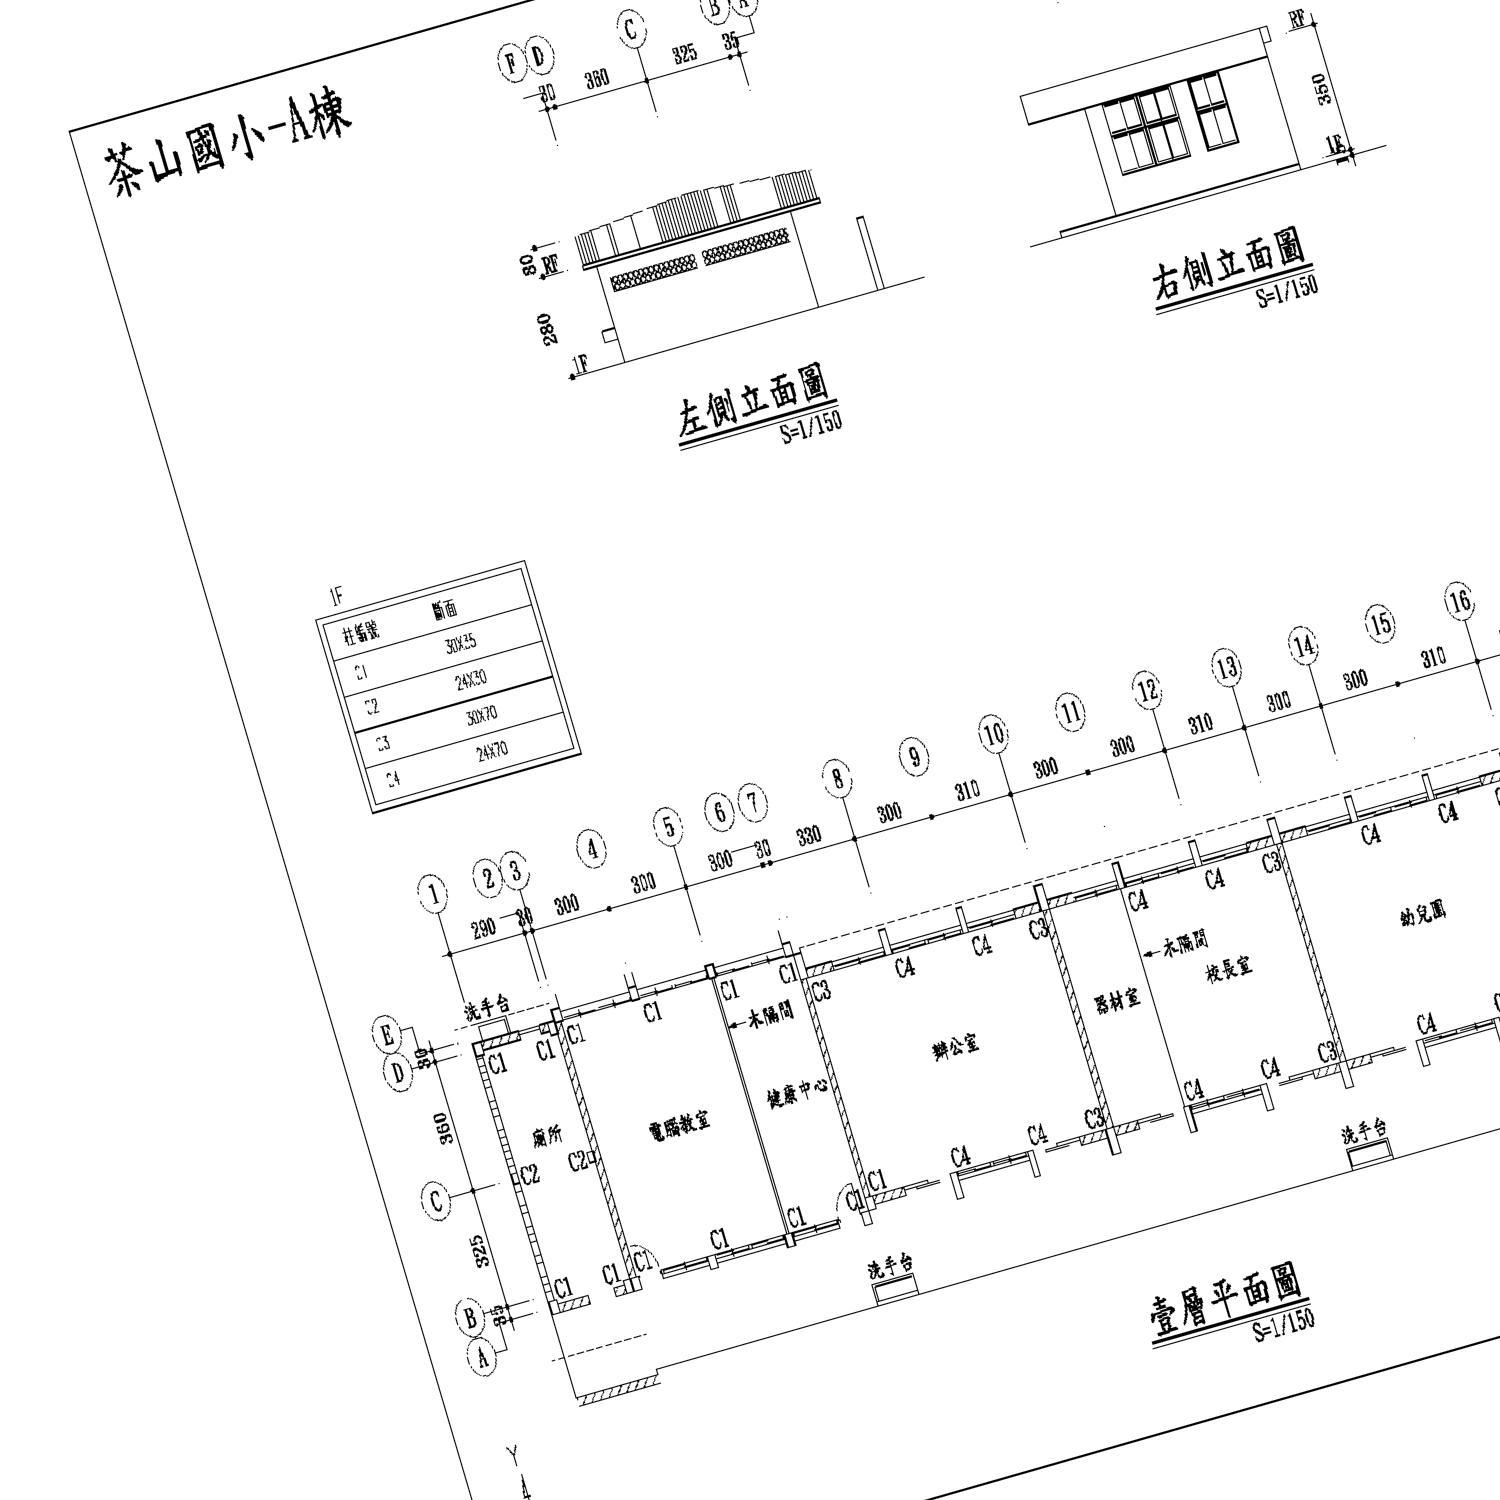 茶山國小-A棟
F D C B A
30 360 325 35
80
RF
280
1F
左側立面圖
S=1/150
RF
350
1F
右側立面圖
S=1/150
1F
柱編號 斷面
C1 30X35
C2 24X30
C3 30X70
C4 24X70
1 2 3 4 5 6 7 8 9 10 11 12 13 14 15 16
290 30 300 300 300 30 330 300 310 300 300 310 300 300 310
E
D
C
B
A
30
360
325
35
洗手台
C1 C1 C1 C1 C1 C1 C3 C4 C4 C3 C4 C4 C3 C4 C4
木隔間
木隔間
廁所
電腦教室
健康中心
辦公室
器材室
校長室
幼兒園
C2 C2
C1 C1 C1 C1 C1 C1 C1 C4 C4 C3 C4 C4 C3 C4
洗手台
洗手台
壹層平面圖
S=1/150
Y